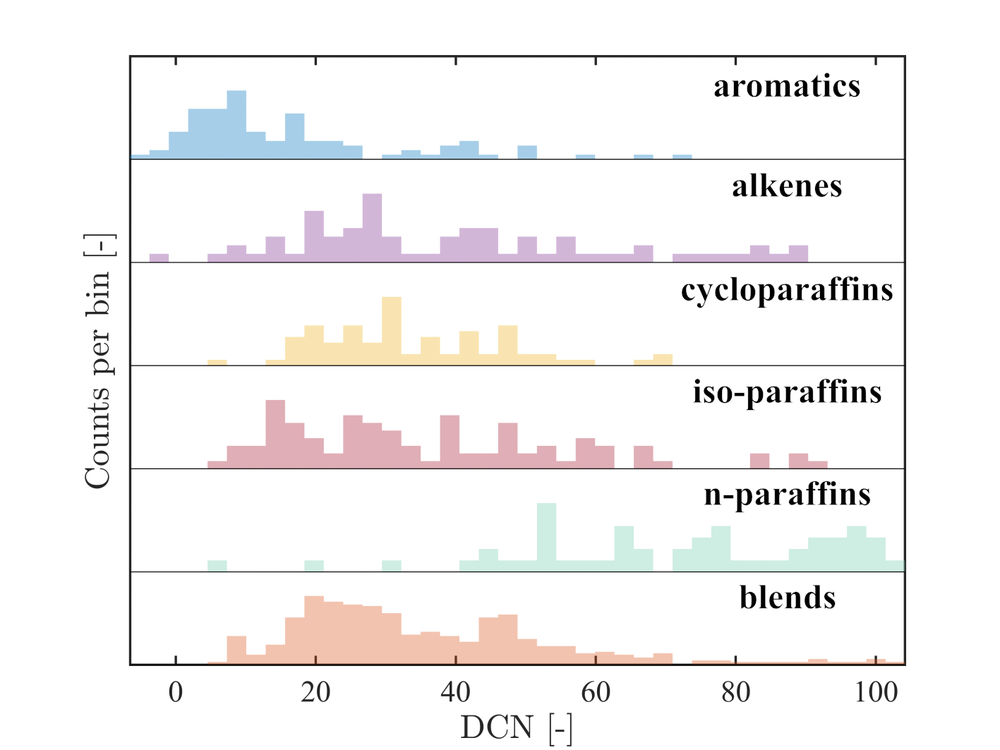 aromatics
alkenes
cycloparaffins
iso-paraffins
n-paraffins
blends
Counts per bin [-]
0 20 40 60 80 100
DCN [-]